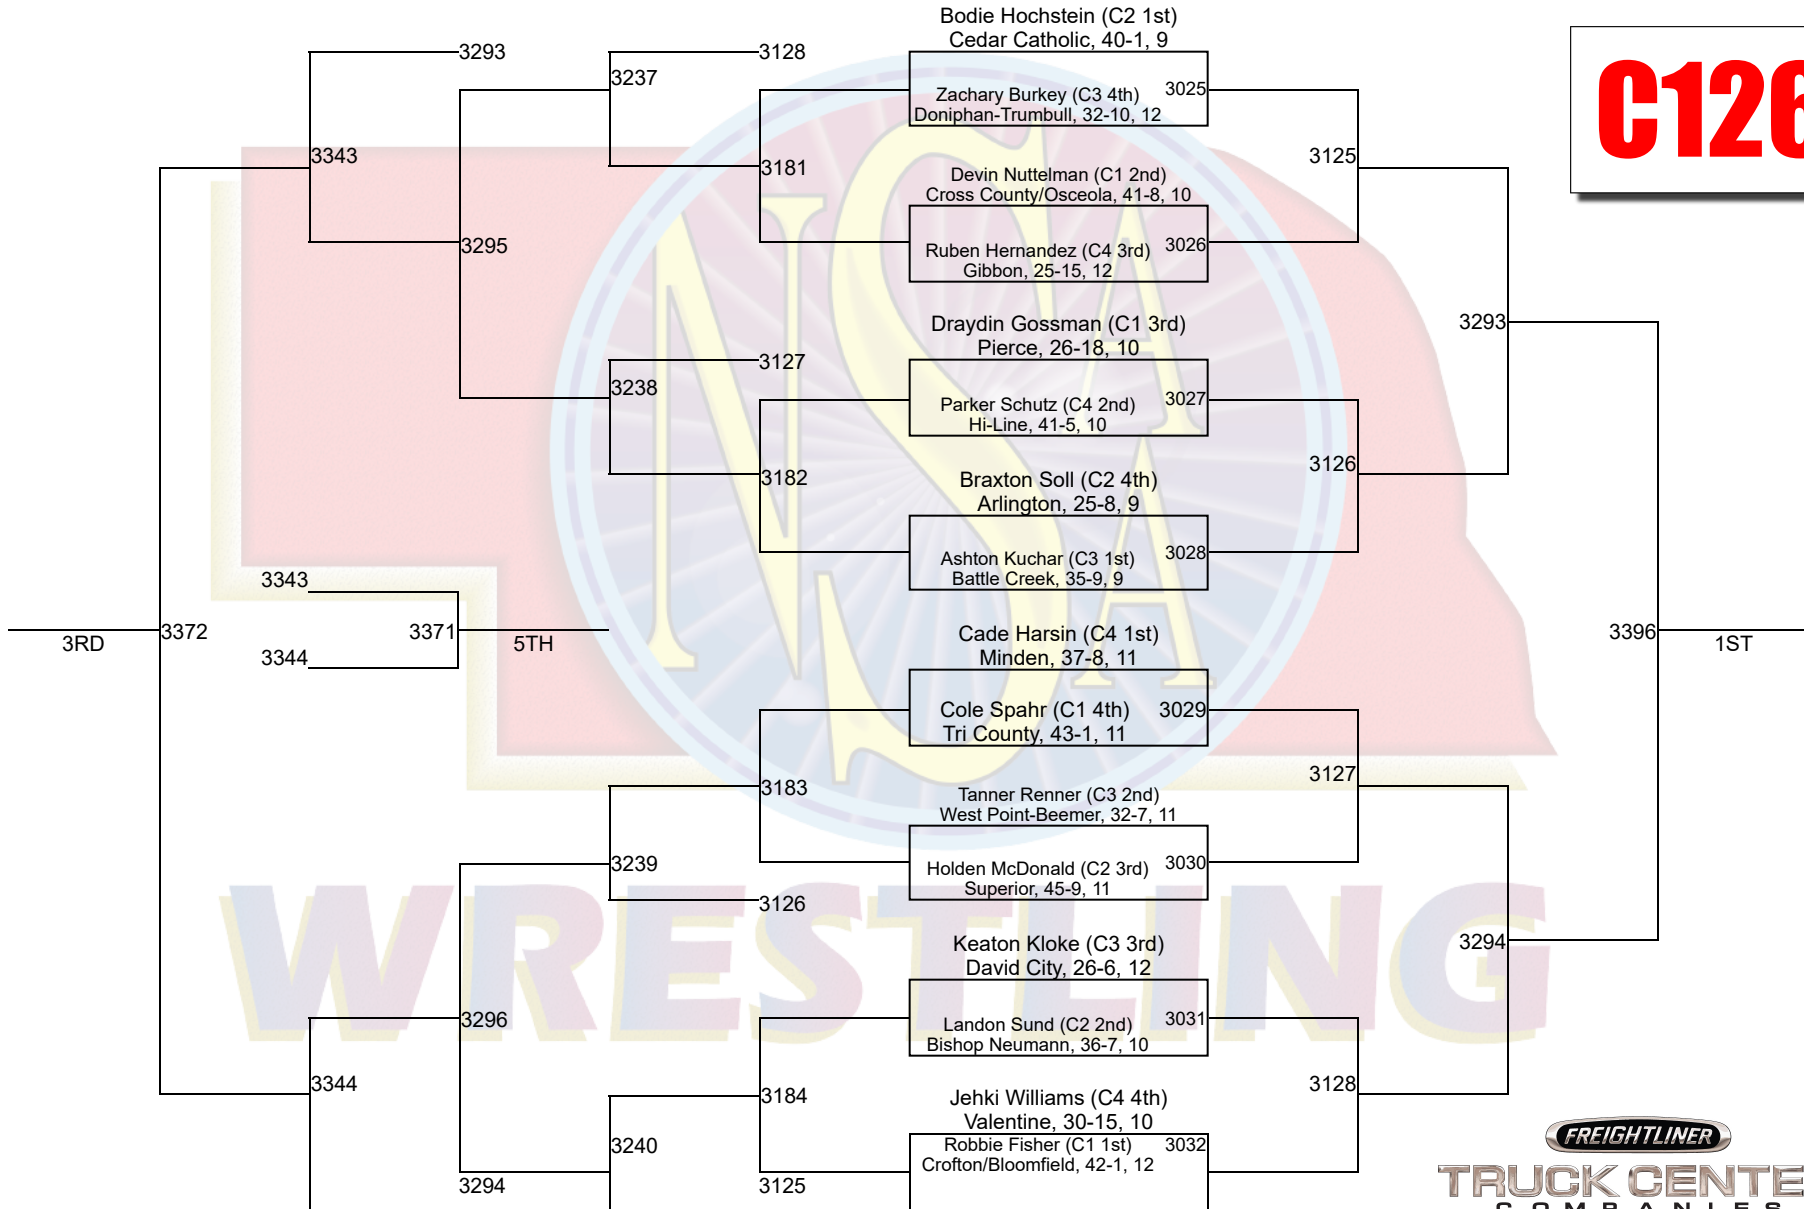 Bodie Hochstein (C2 1st)
Cedar Catholic, 40-1, 9
3293
3128
3237
Zachary Burkey (C3 4th)
Doniphan-Trumbull, 32-10, 12
3025
C126
3343
3181
3125
Devin Nuttelman (C1 2nd)
Cross County/Osceola, 41-8, 10
3295
Ruben Hernandez (C4 3rd)
Gibbon, 25-15, 12
3026
Draydin Gossman (C1 3rd)
Pierce, 26-18, 10
3293
3127
3238
Parker Schutz (C4 2nd)
Hi-Line, 41-5, 10
3027
3182
3126
Braxton Soll (C2 4th)
Arlington, 25-8, 9
Ashton Kuchar (C3 1st)
Battle Creek, 35-9, 9
3028
3343
3RD
3372
3371
5TH
3344
Cade Harsin (C4 1st)
Minden, 37-8, 11
3396
1ST
Cole Spahr (C1 4th)
Tri County, 43-1, 11
3029
3183
3127
Tanner Renner (C3 2nd)
West Point-Beemer, 32-7, 11
3239
Holden McDonald (C2 3rd)
Superior, 45-9, 11
3030
3126
Keaton Kloke (C3 3rd)
David City, 26-6, 12
3294
3296
Landon Sund (C2 2nd)
Bishop Neumann, 36-7, 10
3031
3344
3184
3128
Jehki Williams (C4 4th)
Valentine, 30-15, 10
3240
Robbie Fisher (C1 1st)
Crofton/Bloomfield, 42-1, 12
3032
3294
3125
NSAA
WRESTLING
FREIGHTLINER
TRUCK CENTE
COMPANIES